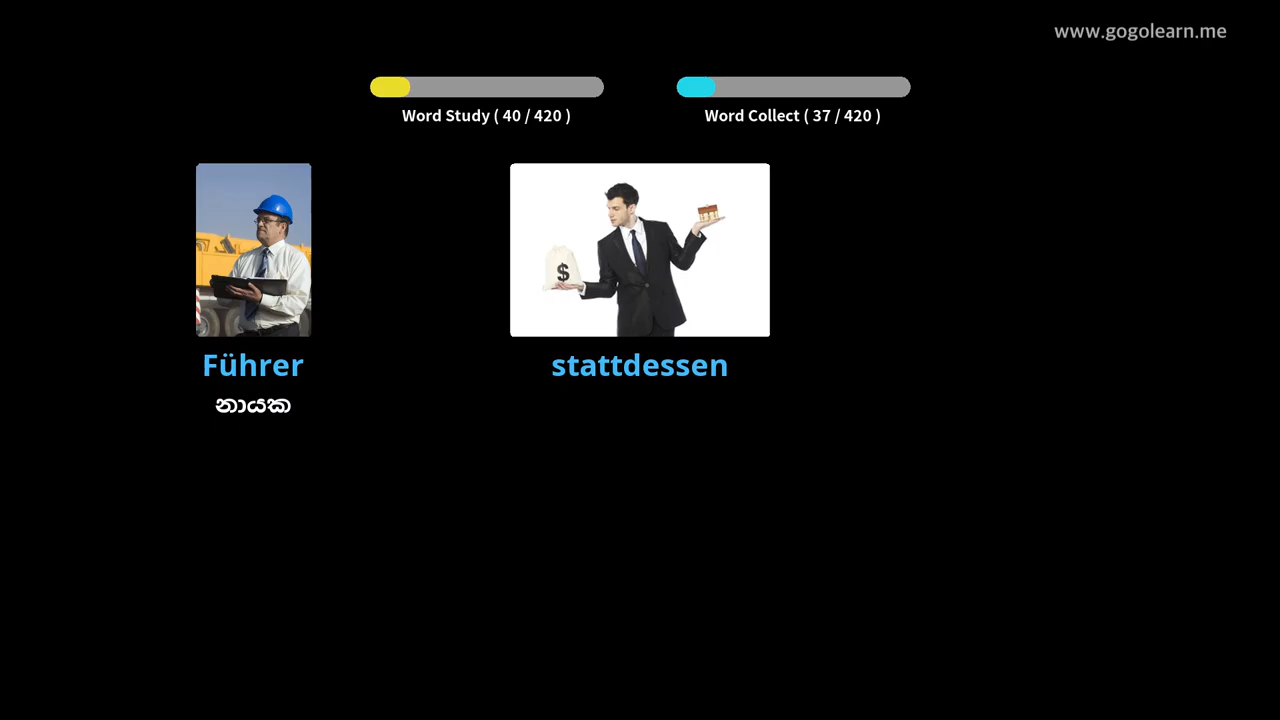 www.gogolearn.me
Word Study ( 40 / 420 )
Word Collect ( 37 / 420 )
$
Führer
නායක
stattdessen